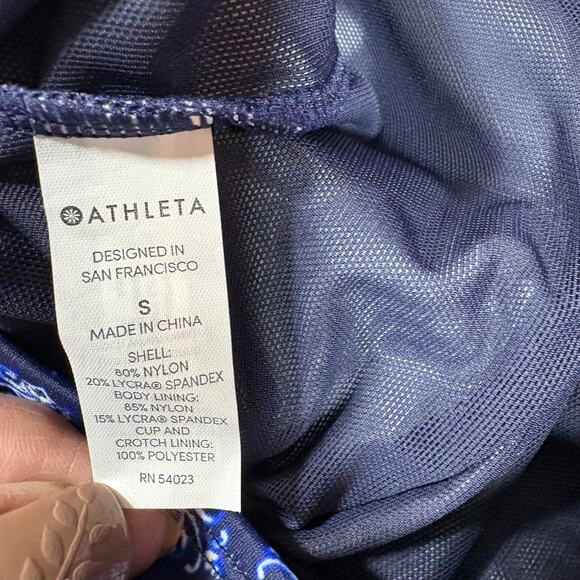 ATHLETA
DESIGNED IN
SAN FRANCISCO
S
MADE IN CHINA
SHELL:
80% NYLON
20% LYCRA® SPANDEX
BODY LINING:
85% NYLON
15% LYCRA® SPANDEX
CUP AND
CROTCH LINING:
100% POLYESTER
RN 54023